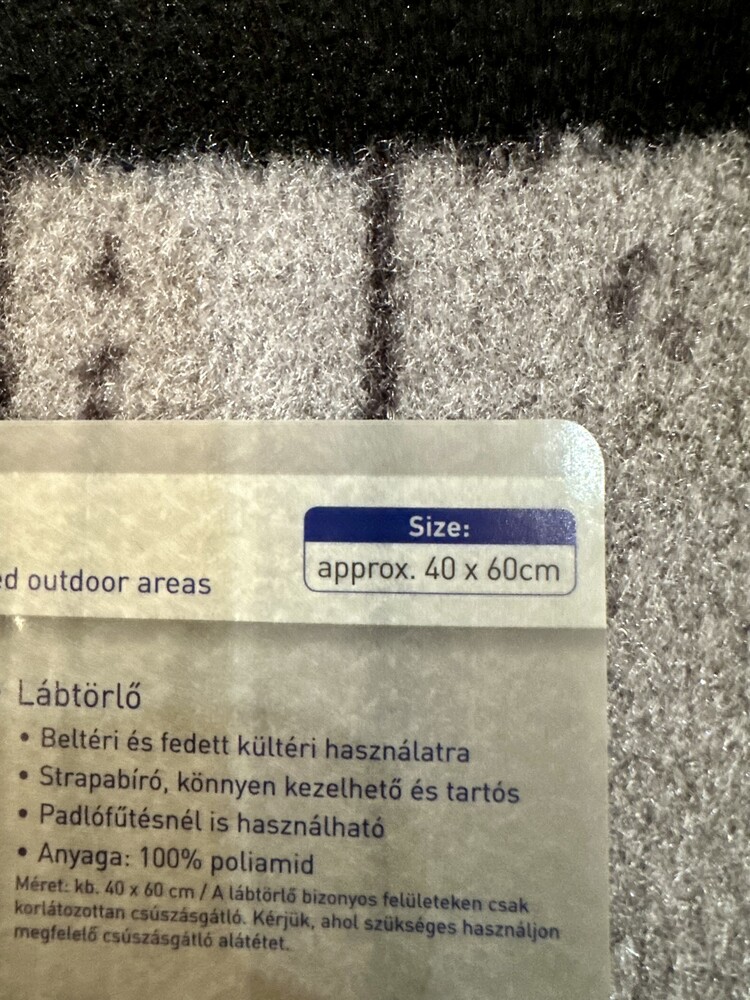 Size:
approx. 40 x 60cm
outdoor areas
Lábtörlő
• Beltéri és fedett kültéri használatra
• Strapabíró, könnyen kezelhető és tartós
• Padlófűtésnél is használható
• Anyaga: 100% poliamid
Méret: kb. 40 x 60 cm / A lábtörlő bizonyos felületeken csak
korlátozottan csúszásgátló. Kérjük, ahol szükséges használjon
megfelelő csúszásgátló alátétet.